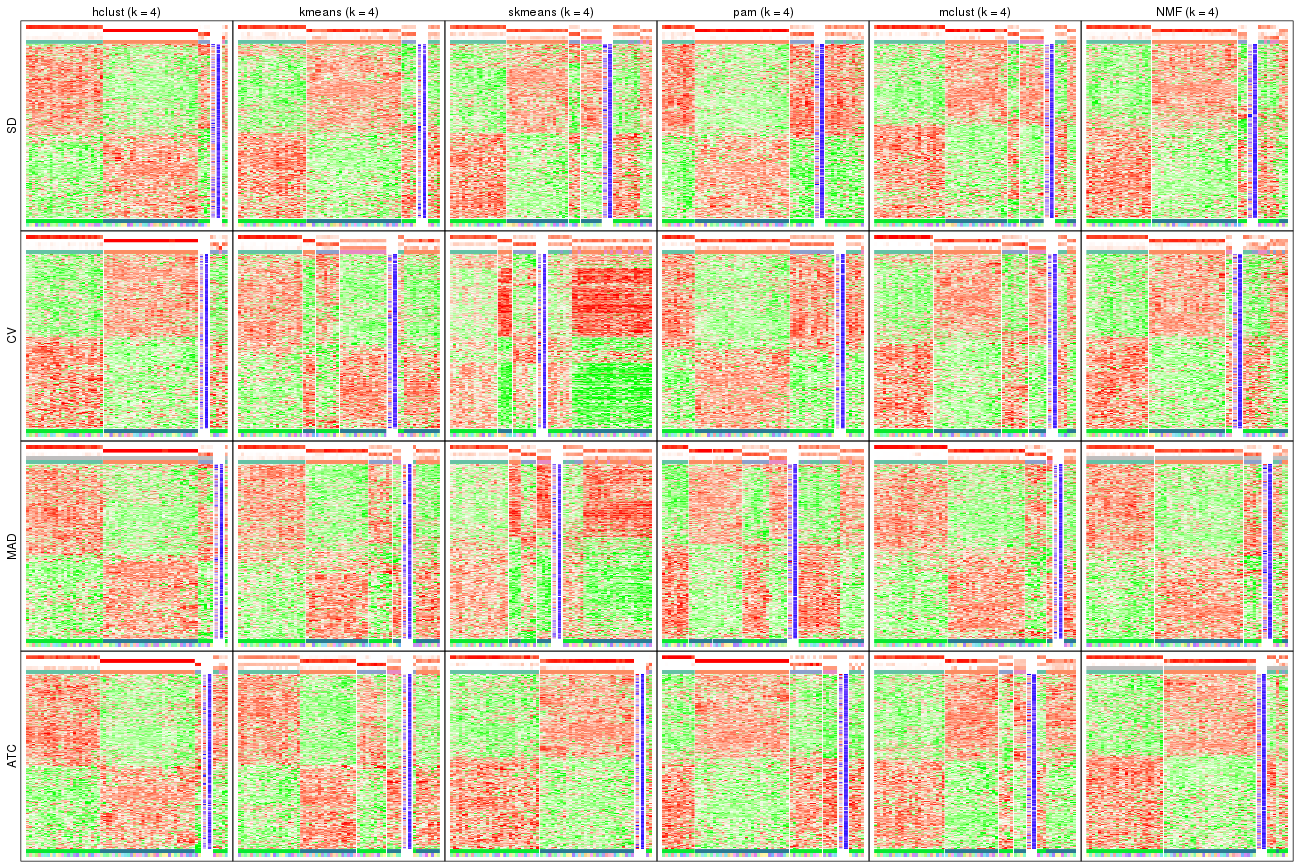 hclust (k = 4)
kmeans (k = 4)
skmeans (k = 4)
pam (k = 4)
mclust (k = 4)
NMF (k = 4)
SD
CV
MAD
ATC